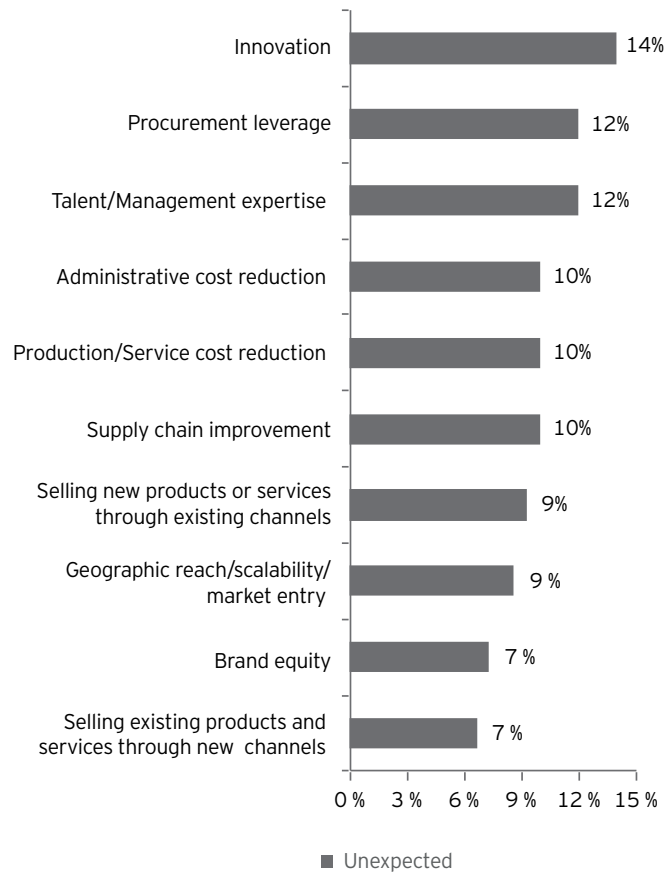 Innovation 14%
Procurement leverage 12%
Talent/Management expertise 12%
Administrative cost reduction 10%
Production/Service cost reduction 10%
Supply chain improvement 10%
Selling new products or services
through existing channels 9%
Geographic reach/scalability/
market entry 9 %
Brand equity 7 %
Selling existing products and
services through new channels 7 %
0 % 3 % 6 % 9 % 12 % 15 %
Unexpected